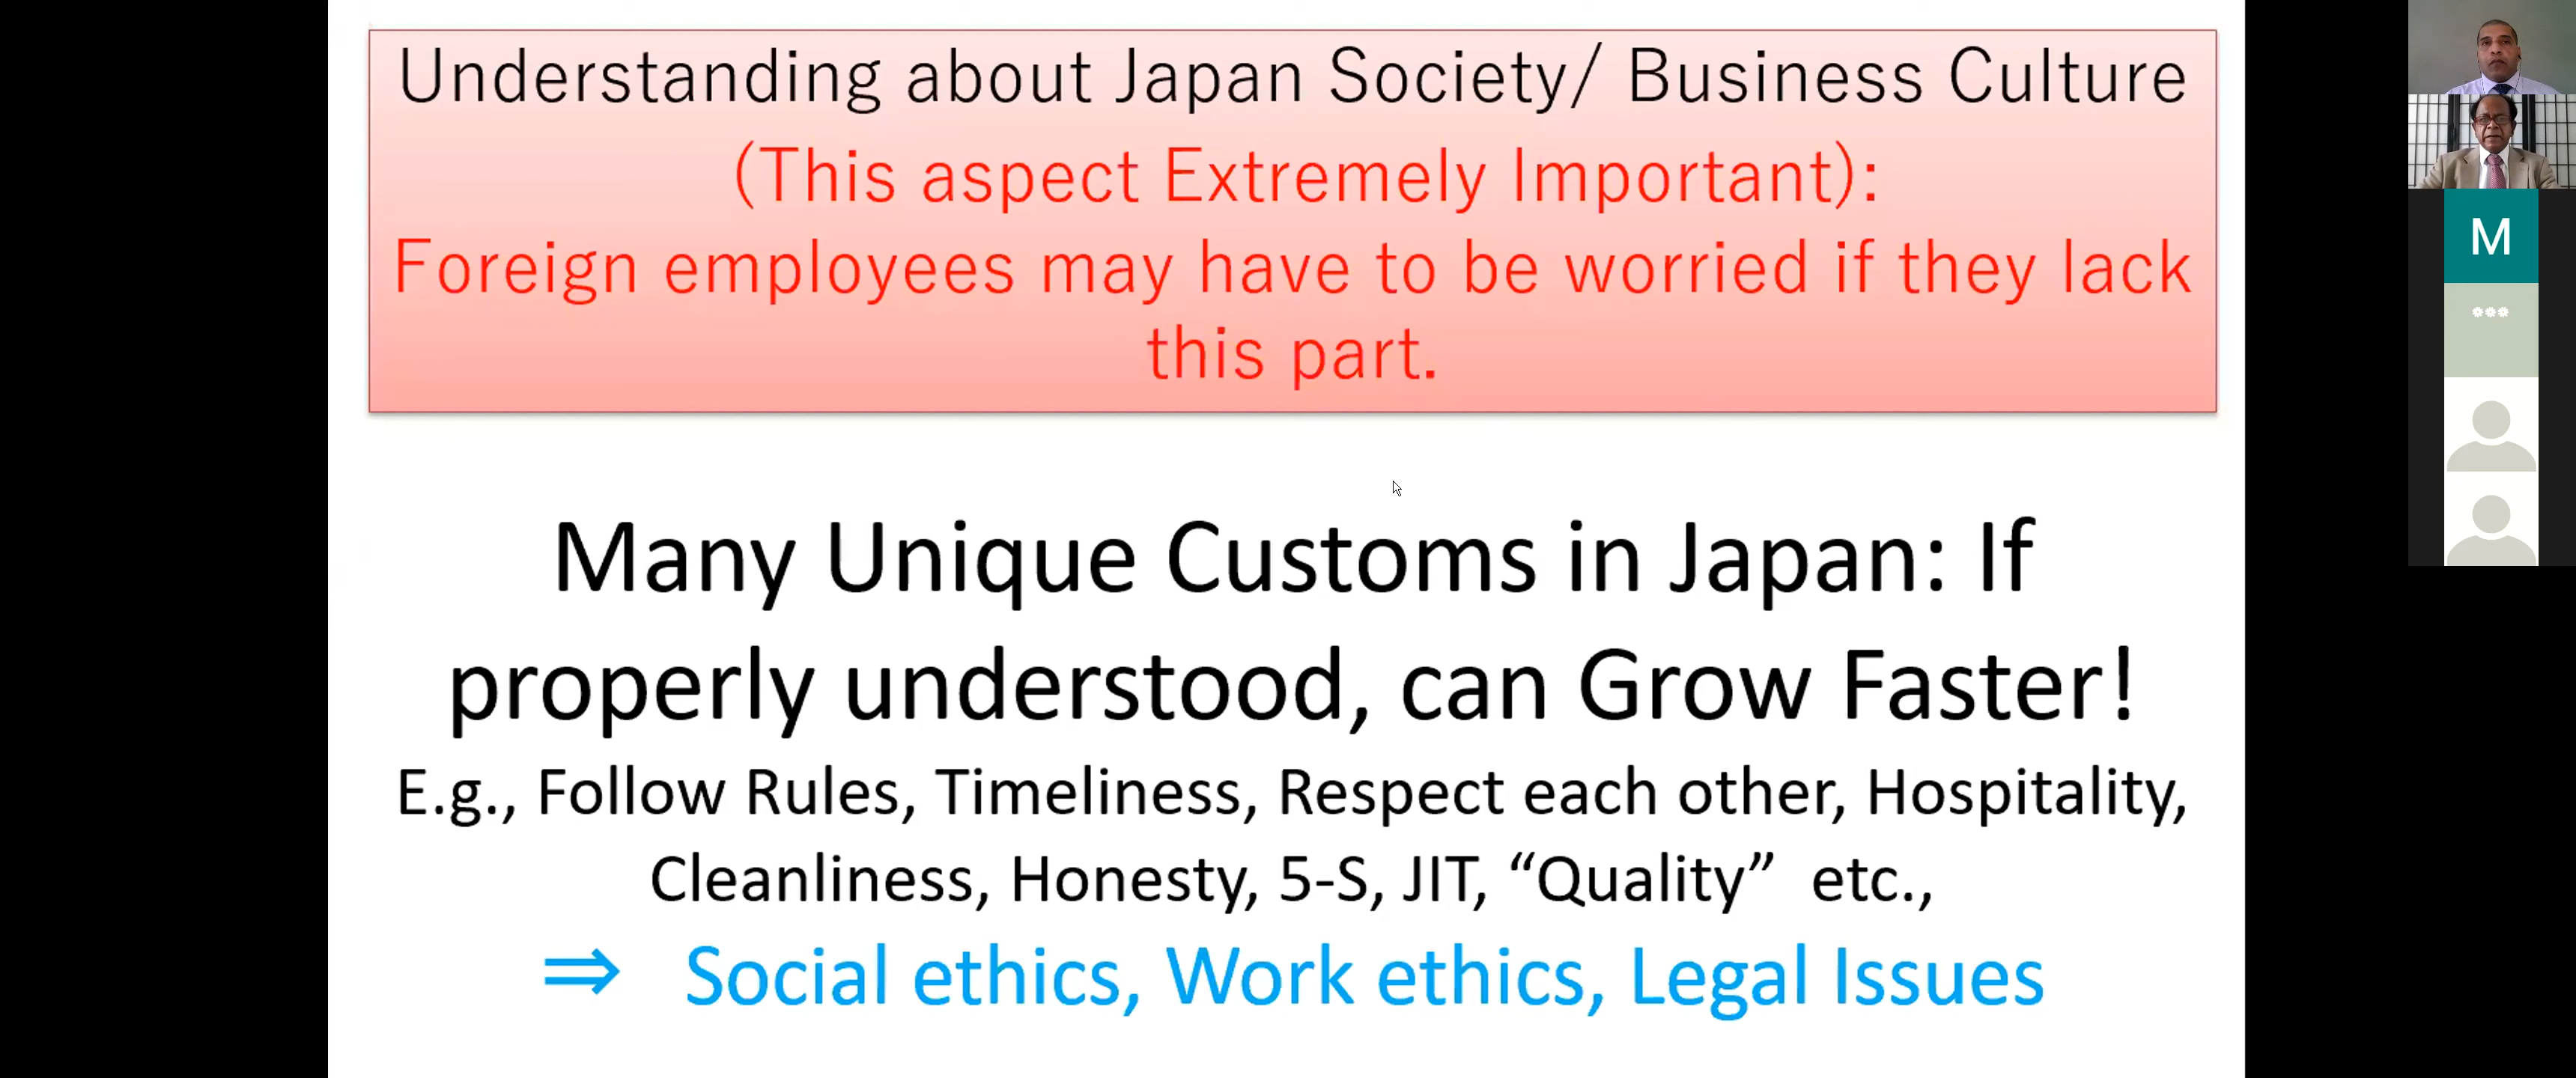 Understanding about Japan Society/ Business Culture
(This aspect Extremely Important):
Foreign employees may have to be worried if they lack
this part.
Many Unique Customs in Japan: If
properly understood, can Grow Faster!
E.g., Follow Rules, Timeliness, Respect each other, Hospitality,
Cleanliness, Honesty, 5-S, JIT, “Quality” etc.,
⇒ Social ethics, Work ethics, Legal Issues
M